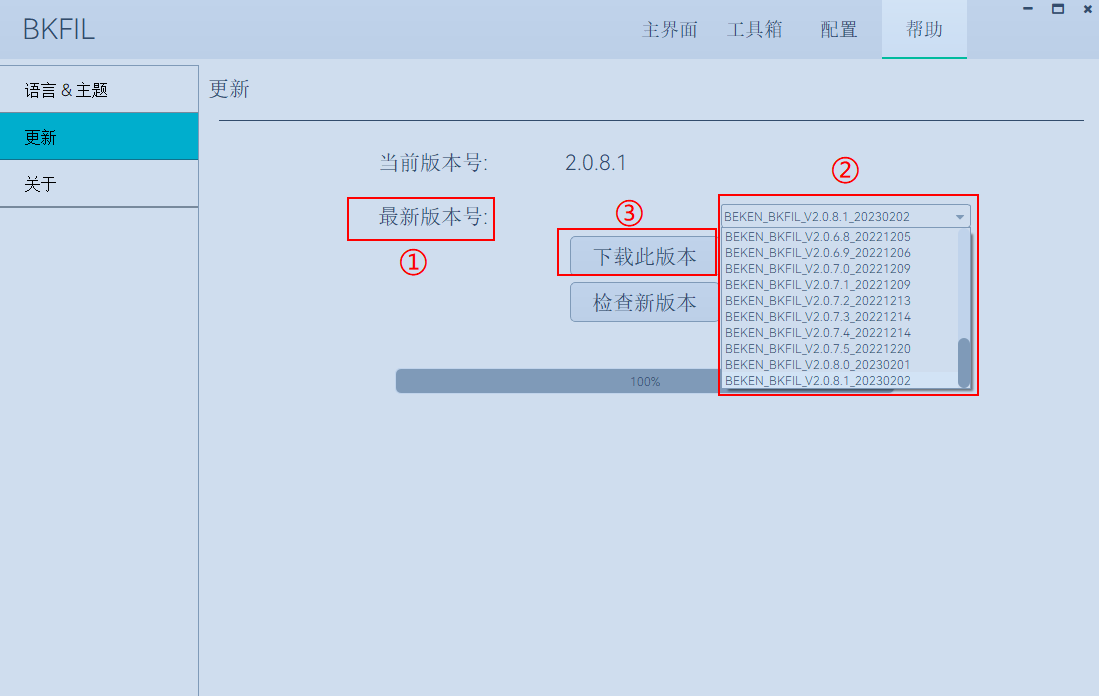 BKFIL
主界面 工具箱 配置 帮助
语言 & 主题
更新
关于
更新
当前版本号: 2.0.8.1
②
最新版本号:
①
③
BEKEN_BKFIL_V2.0.8.1_20230202
下载此版本
检查新版本
BEKEN_BKFIL_V2.0.6.8_20221205
BEKEN_BKFIL_V2.0.6.9_20221206
BEKEN_BKFIL_V2.0.7.0_20221209
BEKEN_BKFIL_V2.0.7.1_20221209
BEKEN_BKFIL_V2.0.7.2_20221213
BEKEN_BKFIL_V2.0.7.3_20221214
BEKEN_BKFIL_V2.0.7.4_20221214
BEKEN_BKFIL_V2.0.7.5_20221220
BEKEN_BKFIL_V2.0.8.0_20230201
BEKEN_BKFIL_V2.0.8.1_20230202
100%